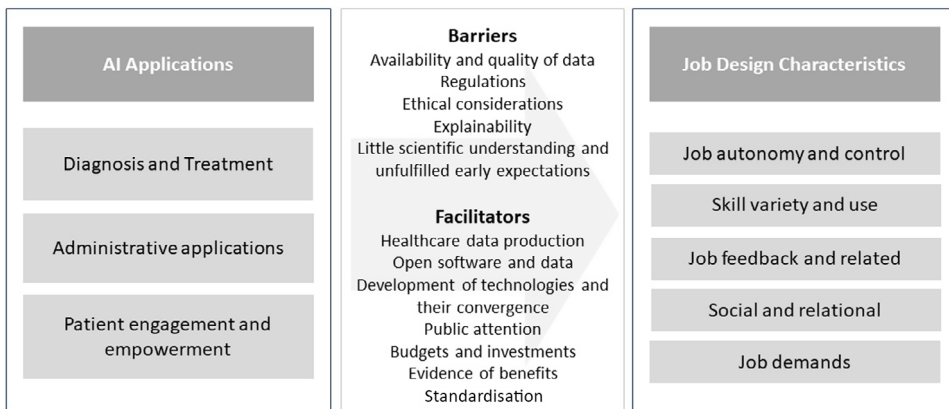 AI Applications
Diagnosis and Treatment
Administrative applications
Patient engagement and
empowerment
Barriers
Availability and quality of data
Regulations
Ethical considerations
Explainability
Little scientific understanding and
unfulfilled early expectations
Facilitators
Healthcare data production
Open software and data
Development of technologies and
their convergence
Public attention
Budgets and investments
Evidence of benefits
Standardisation
Job Design Characteristics
Job autonomy and control
Skill variety and use
Job feedback and related
Social and relational
Job demands